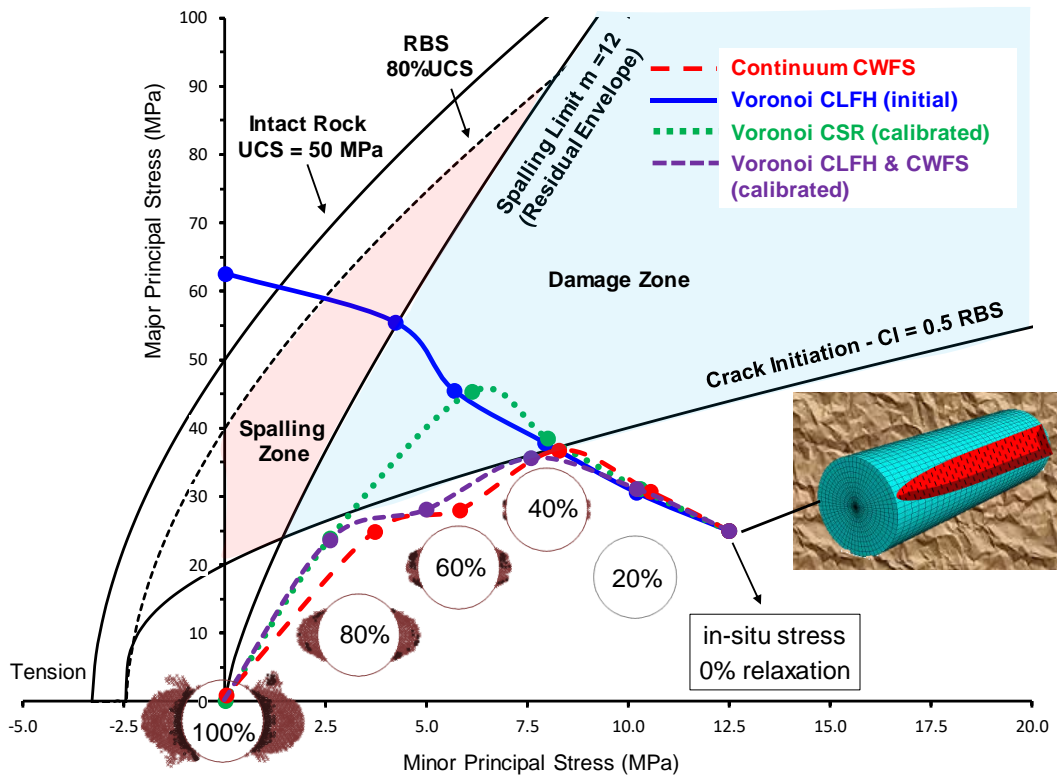 100
90
80
70
60
50
40
30
20
10
0
Major Principal Stress (MPa)
RBS
80%UCS
Intact Rock
UCS = 50 MPa
Spalling Limit m =12
(Residual Envelope)
Continuum CWFS
Voronoi CLFH (initial)
Voronoi CSR (calibrated)
Voronoi CLFH & CWFS
(calibrated)
Damage Zone
Crack Initiation - CI = 0.5 RBS
Spalling
Zone
40%
60%
20%
80%
100%
in-situ stress
0% relaxation
Tension
-5.0
-2.5
2.5
5.0
7.5
10.0
12.5
15.0
17.5
20.0
Minor Principal Stress (MPa)